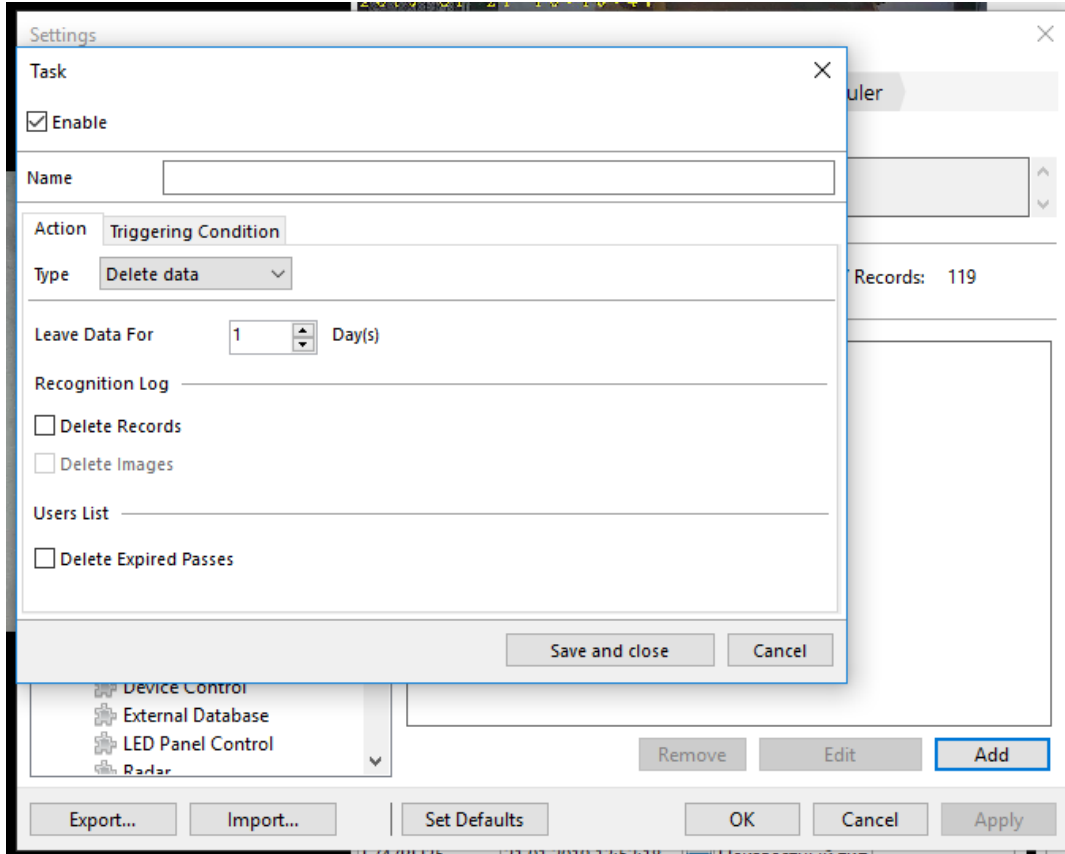 Settings
Task
uler
Enable
Name
Action Triggering Condition
Type Delete data
Records: 119
Leave Data For 1 Day(s)
Recognition Log
Delete Records
Delete Images
Users List
Delete Expired Passes
Save and close Cancel
Device Control
External Database
LED Panel Control
Radar
Remove Edit Add
Export... Import... Set Defaults OK Cancel Apply